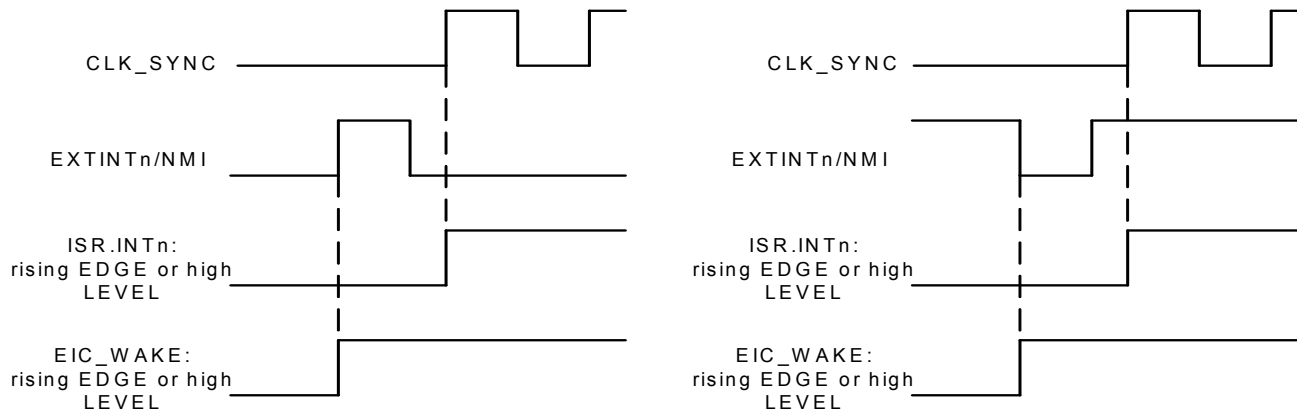 CLK_SYNC
EXTINTn/NMI
ISR.INTn:
rising EDGE or high
LEVEL
EIC_WAKE:
rising EDGE or high
LEVEL
CLK_SYNC
EXTINTn/NMI
ISR.INTn:
rising EDGE or high
LEVEL
EIC_WAKE:
rising EDGE or high
LEVEL